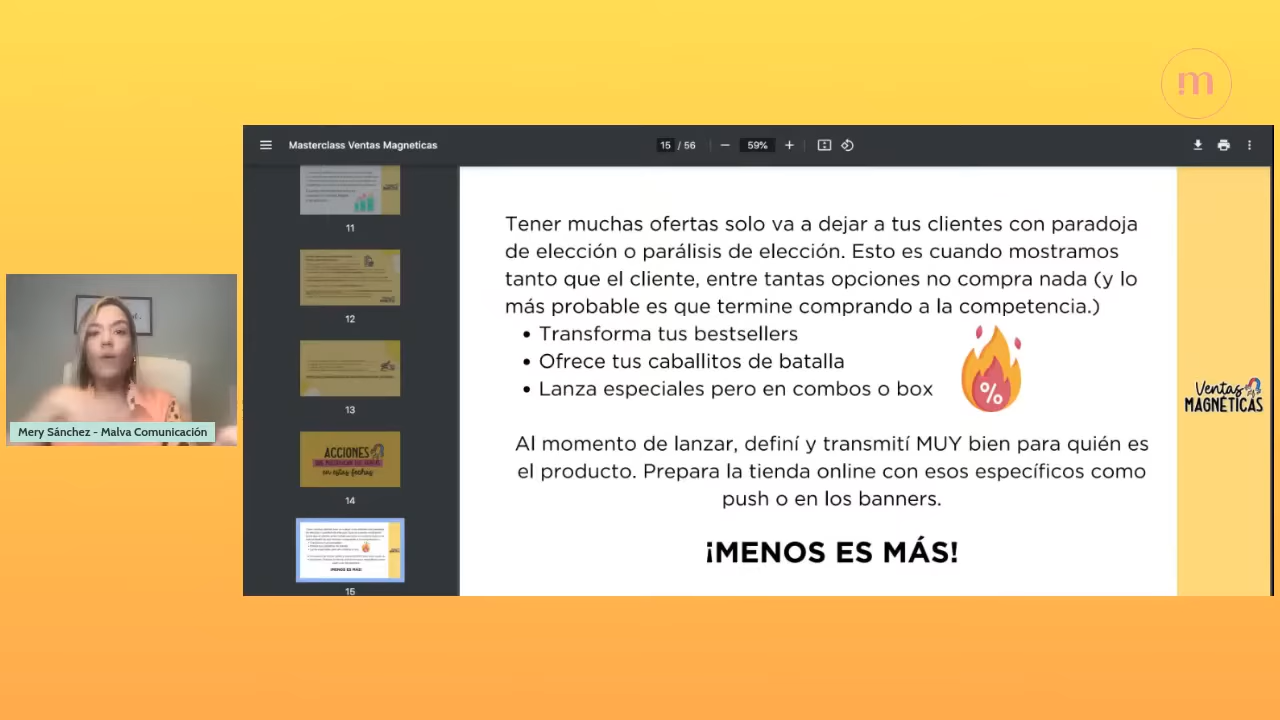 m
Masterclass Ventas Magneticas
15 / 56
59%
11
12
13
ACCIONES
en estas fechas
14
15
Tener muchas ofertas solo va a dejar a tus clientes con paradoja
de elección o parálisis de elección. Esto es cuando mostramos
tanto que el cliente, entre tantas opciones no compra nada (y lo
más probable es que termine comprando a la competencia.)
• Transforma tus bestsellers
• Ofrece tus caballitos de batalla
• Lanza especiales pero en combos o box
%
Al momento de lanzar, definí y transmití MUY bien para quién es
el producto. Prepara la tienda online con esos específicos como
push o en los banners.
¡MENOS ES MÁS!
Ventas
MAGNÉTICAS
Mery Sánchez - Malva Comunicación